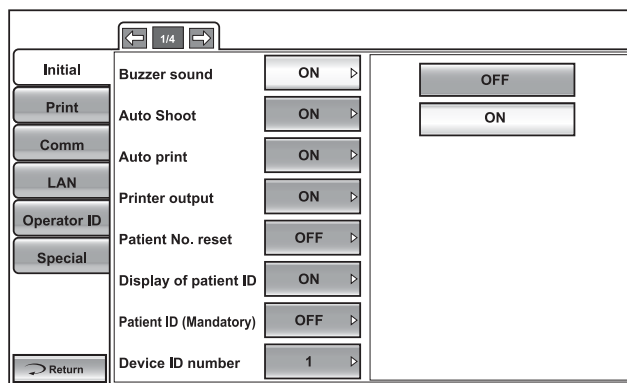 1/4
Initial
Print
Comm
LAN
Operator ID
Special
Return
Buzzer sound ON
Auto Shoot ON
Auto print ON
Printer output ON
Patient No. reset OFF
Display of patient ID ON
Patient ID (Mandatory) OFF
Device ID number 1
OFF
ON